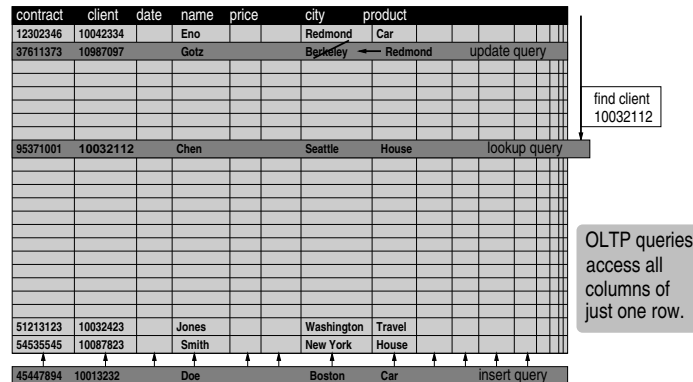 contract client date name price city product
12302346 10042334 Eno Redmond Car
37611373 10987097 Gotz Berkeley Redmond update query
find client
10032112
95371001 10032112 Chen Seattle House lookup query
OLTP queries
access all
columns of
just one row.
51213123 10032423 Jones Washington Travel
54535545 10087823 Smith New York House
45447894 10013232 Doe Boston Car insert query